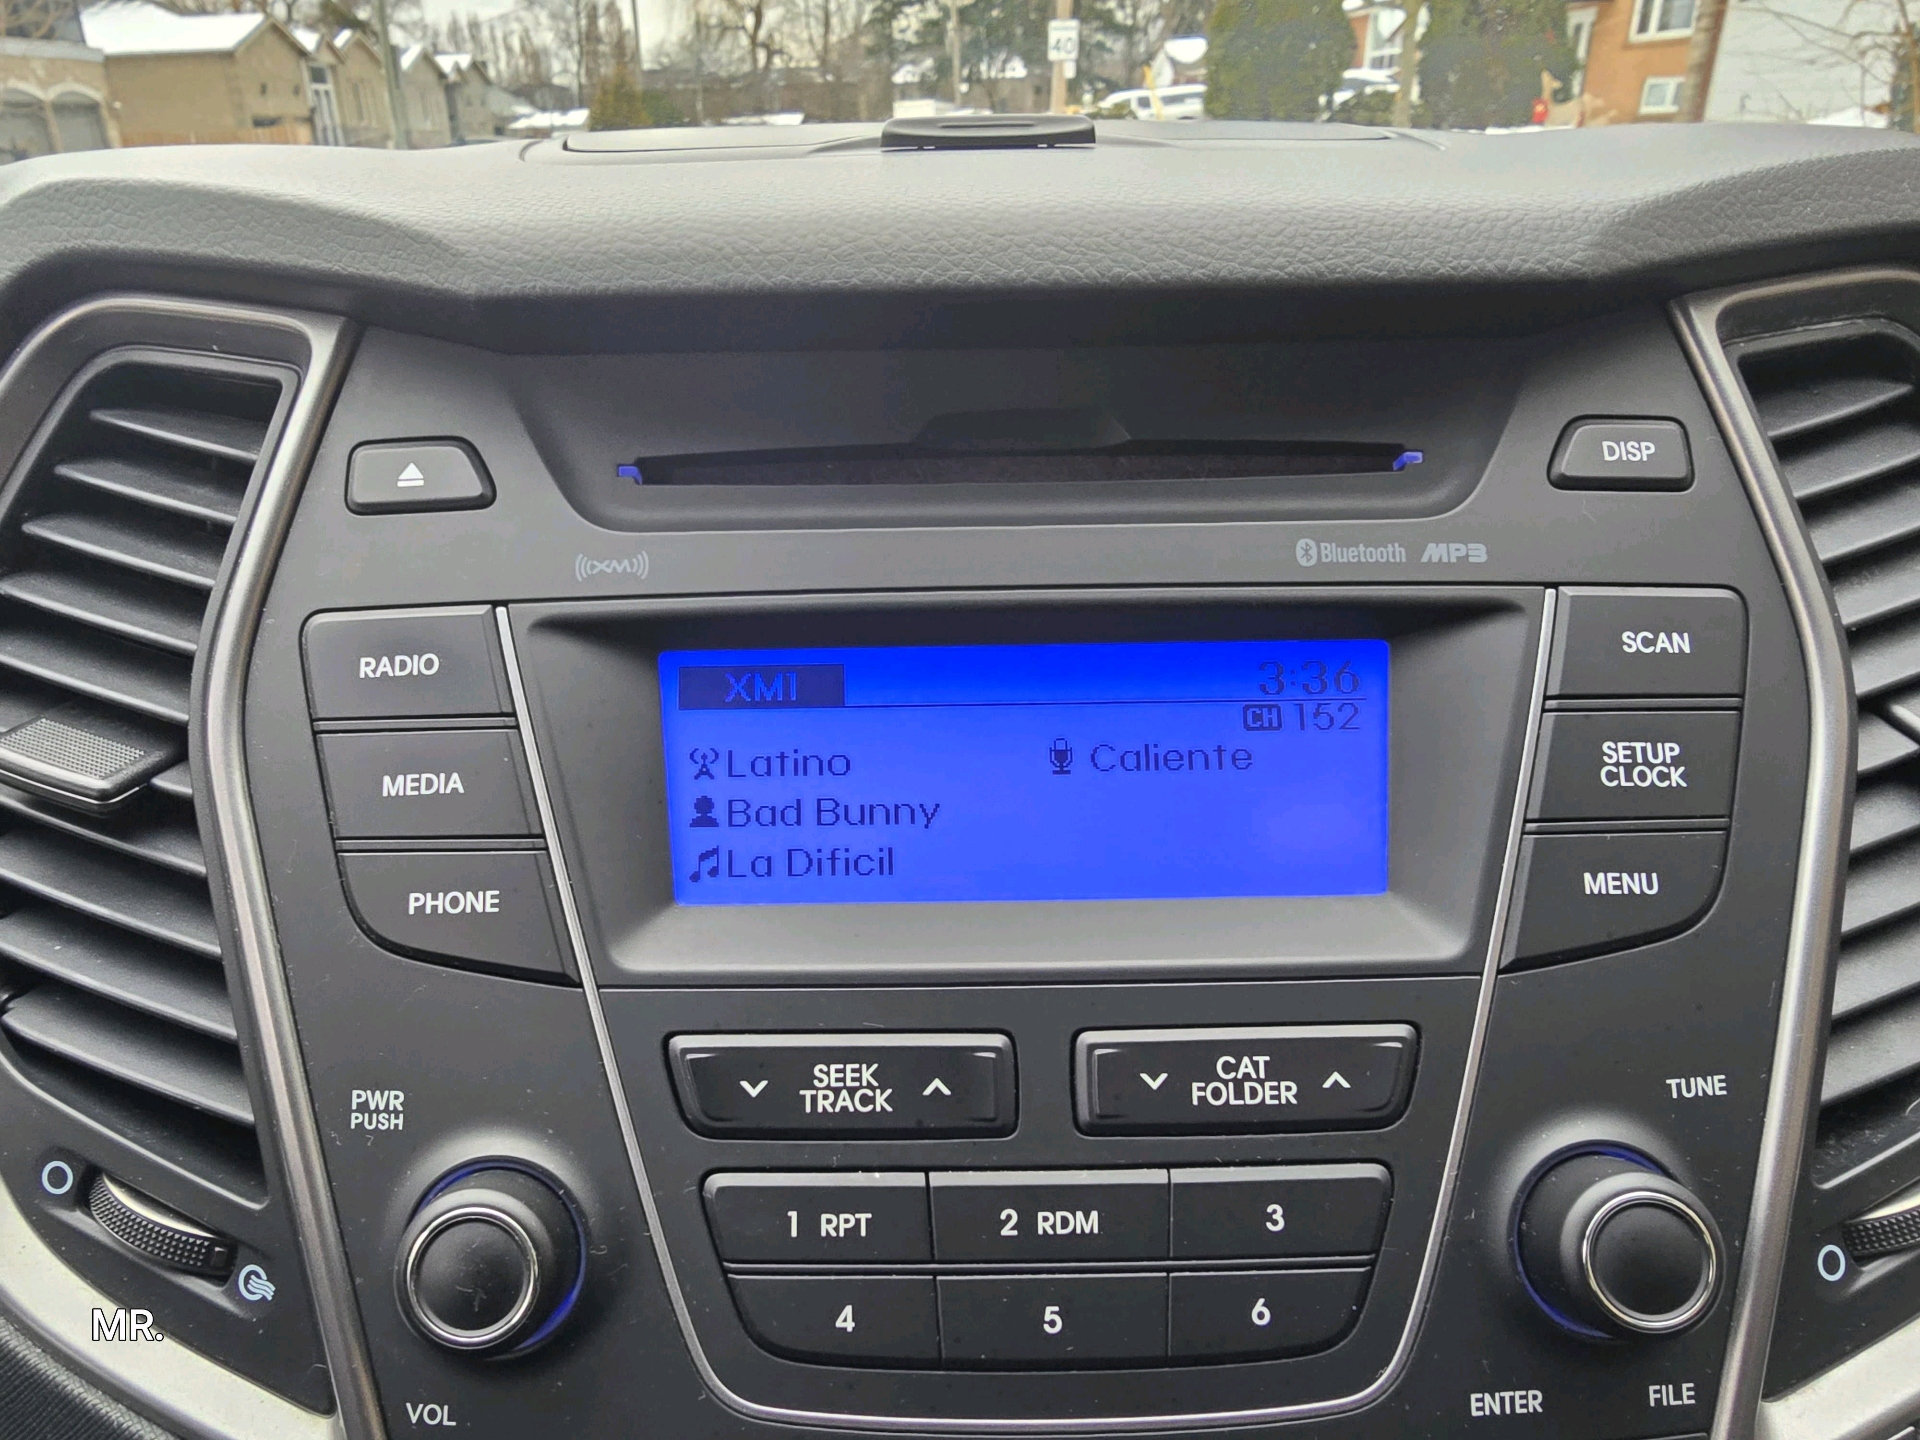 40
DISP
XM
Bluetooth MP3
RADIO
SCAN
XM1
3:36
CH 152
Latino
Caliente
Bad Bunny
La Dificil
MEDIA
SETUP
CLOCK
PHONE
MENU
SEEK
TRACK
CAT
FOLDER
PWR
PUSH
TUNE
1 RPT
2 RDM
3
4
5
6
MR.
VOL
ENTER
FILE